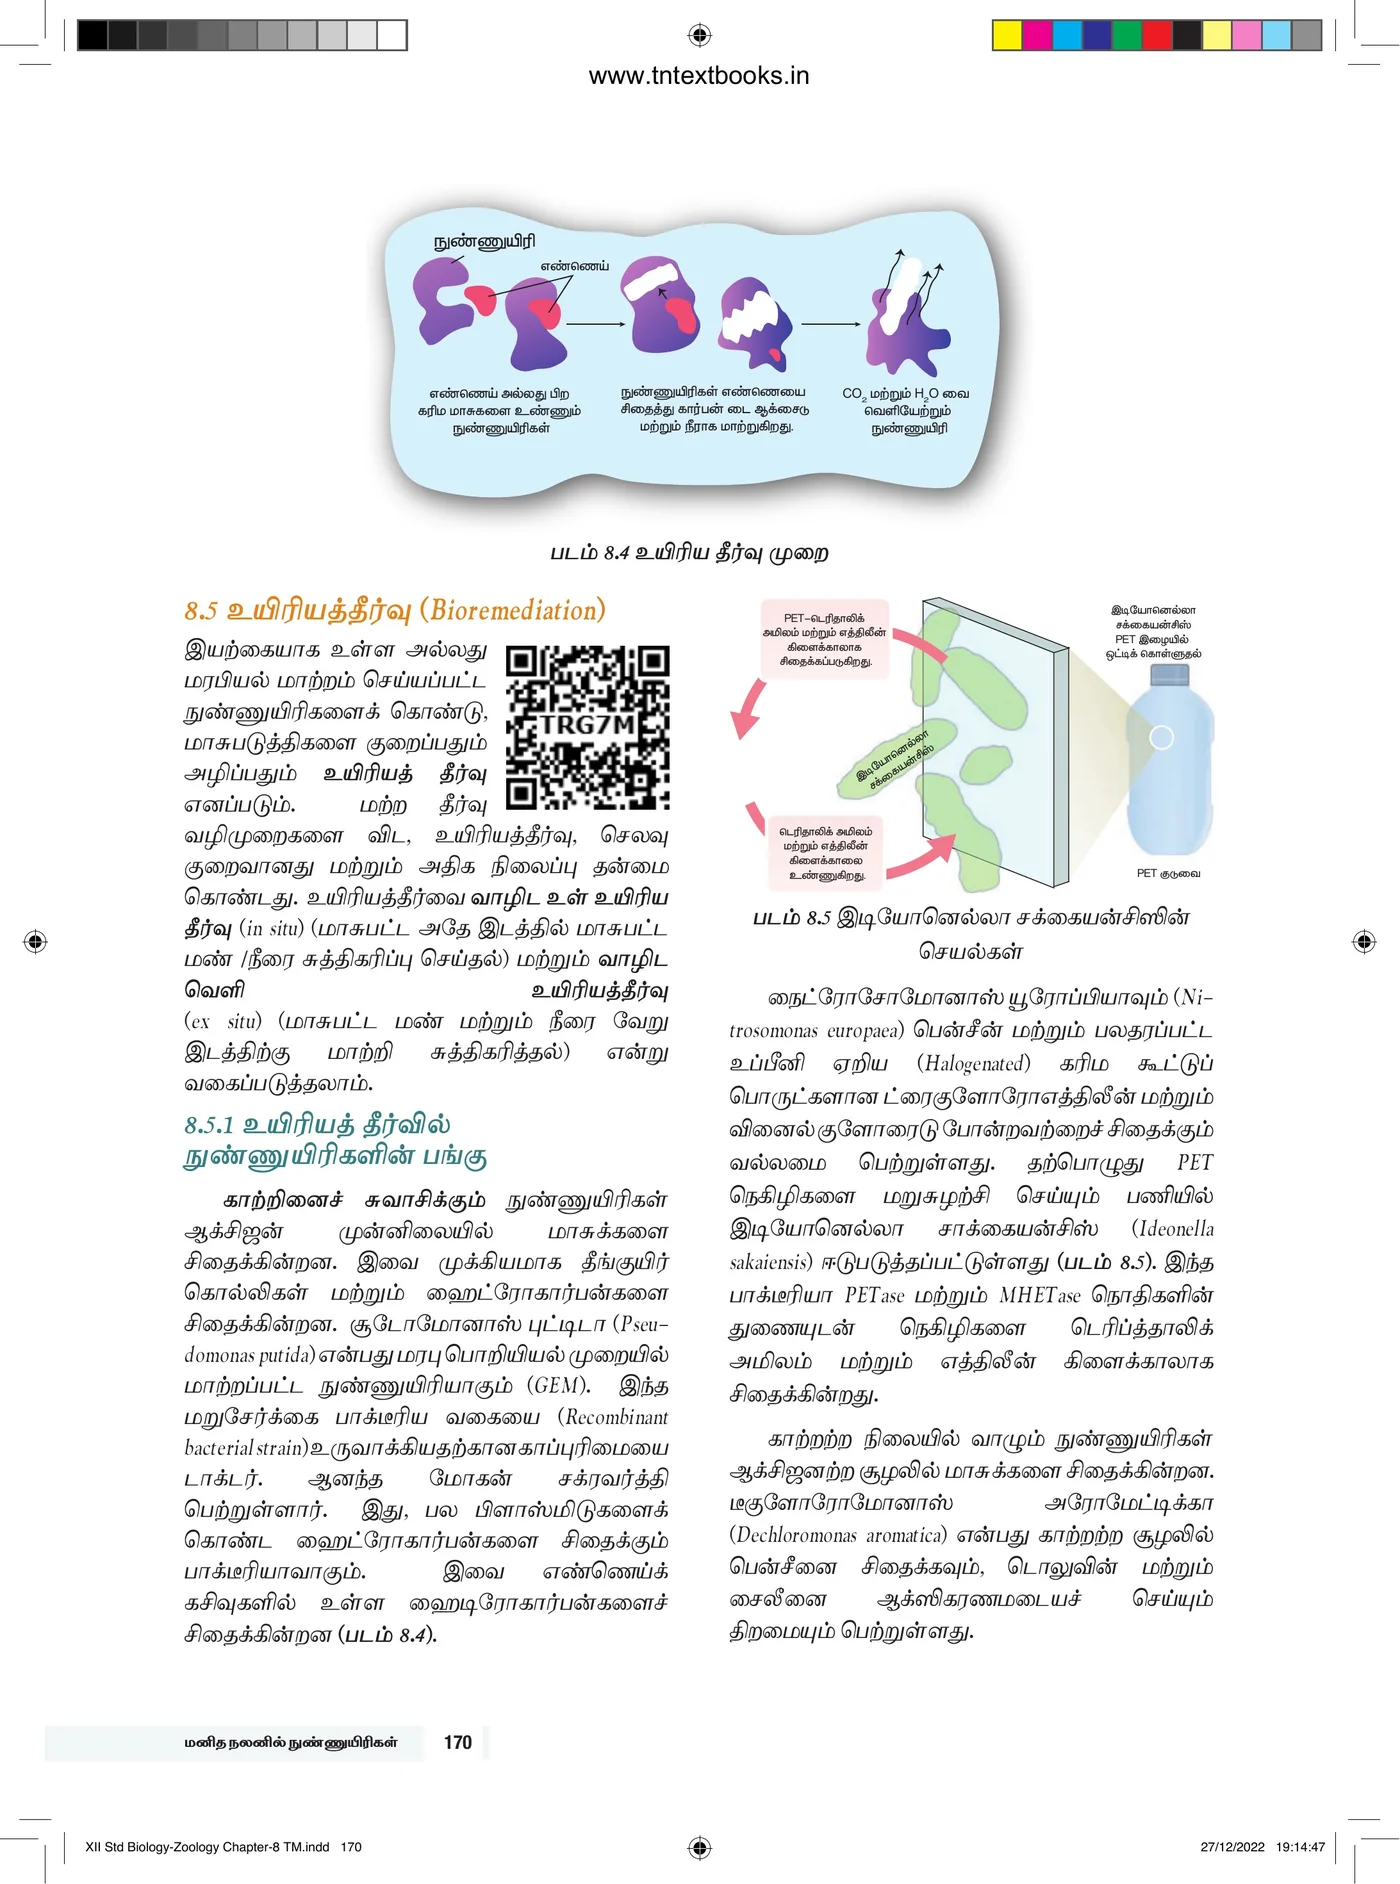 www.tntextbooks.in
நுண்ணுயிரி
எண்ணெய்
எண்ணெய் அல்லது பிற
கரிம மாசுகளை உண்ணும்
நுண்ணுயிரிகள்
நுண்ணுயிரிகள் எண்ணெயை
சிதைத்து கார்பன் டை ஆக்சைடு
மற்றும் நீராக மாற்றுகிறது.
CO2 மற்றும் H2O வை
வெளியேற்றும்
நுண்ணுயிரி
படம் 8.4 உயிரிய தீர்வு முறை
8.5 உயிரியத்தீர்வு (Bioremediation)
இயற்கையாக உள்ள அல்லது
மரபியல் மாற்றம் செய்யப்பட்ட
நுண்ணுயிரிகளைக் கொண்டு,
மாசுபடுத்திகளை குறைப்பதும்
அழிப்பதும் உயிரியத் தீர்வு
எனப்படும். மற்ற தீர்வு
TRG7M
வழிமுறைகளை விட, உயிரியத்தீர்வு, செலவு
குறைவானது மற்றும் அதிக நிலைப்பு தன்மை
கொண்டது. உயிரியத்தீர்வை வாழிட உள் உயிரிய
தீர்வு (in situ) (மாசுபட்ட அதே இடத்தில் மாசுபட்ட
மண் /நீரை சுத்திகரிப்பு செய்தல்) மற்றும் வாழிட
வெளி உயிரியத்தீர்வு
(ex situ) (மாசுபட்ட மண் மற்றும் நீரை வேறு
இடத்திற்கு மாற்றி சுத்திகரித்தல்) என்று
வகைப்படுத்தலாம்.
8.5.1 உயிரியத் தீர்வில்
நுண்ணுயிரிகளின் பங்கு
காற்றினைச் சுவாசிக்கும் நுண்ணுயிரிகள்
ஆக்சிஜன் முன்னிலையில் மாசுக்களை
சிதைக்கின்றன. இவை முக்கியமாக தீங்குயிர்
கொல்லிகள் மற்றும் ஹைட்ரோகார்பன்களை
சிதைக்கின்றன. சூடோமோனாஸ் புட்டிடா (Pseu-
domonas putida) என்பது மரபு பொறியியல் முறையில்
மாற்றப்பட்ட நுண்ணுயிரியாகும் (GEM). இந்த
மறுசேர்க்கை பாக்டீரிய வகையை (Recombinant
bacterial strain) உருவாக்கியதற்கான காப்புரிமையை
டாக்டர். ஆனந்த மோகன் சக்ரவர்த்தி
பெற்றுள்ளார். இது, பல பிளாஸ்மிடுகளைக்
கொண்ட ஹைட்ரோகார்பன்களை சிதைக்கும்
பாக்டீரியாவாகும். இவை எண்ணெய்க்
கசிவுகளில் உள்ள ஹைடிரோகார்பன்களைச்
சிதைக்கின்றன (படம் 8.4).
PET-டெரிதாலிக்
அமிலம் மற்றும் எத்திலீன்
கிளைக்காலாக
சிதைக்கப்படுகிறது.
இடியோனெல்லா
சக்கையன்சிஸ்
டெரிதாலிக் அமிலம்
மற்றும் எத்திலீன்
கிளைக்காலை
உண்ணுகிறது.
இடியோனெல்லா
சக்கையன்சிஸ்
PET இழையில்
ஒட்டிக் கொள்ளுதல்
PET குடுவை
படம் 8.5 இடியோனெல்லா சக்கையன்சிஸின்
செயல்கள்
நைட்ரோசோமோனாஸ் யூரோப்பியாவும் (Ni-
trosomonas europaea) பென்சீன் மற்றும் பலதரப்பட்ட
உப்பீனி ஏறிய (Halogenated) கரிம கூட்டுப்
பொருட்களான ட்ரைகுளோரோஎத்திலீன் மற்றும்
வினைல் குளோரைடு போன்றவற்றைச் சிதைக்கும்
வல்லமை பெற்றுள்ளது. தற்பொழுது PET
நெகிழிகளை மறுசுழற்சி செய்யும் பணியில்
இடியோனெல்லா சாக்கையன்சிஸ் (Ideonella
sakaiensis) ஈடுபடுத்தப்பட்டுள்ளது (படம் 8.5). இந்த
பாக்டீரியா PETase மற்றும் MHETase நொதிகளின்
துணையுடன் நெகிழிகளை டெரிப்த்தாலிக்
அமிலம் மற்றும் எத்திலீன் கிளைக்காலாக
சிதைக்கின்றது.
காற்றற்ற நிலையில் வாழும் நுண்ணுயிரிகள்
ஆக்சிஜனற்ற சூழலில் மாசுக்களை சிதைக்கின்றன.
டீகுளோரோமோனாஸ் அரோமேட்டிக்கா
(Dechloromonas aromatica) என்பது காற்றற்ற சூழலில்
பென்சீனை சிதைக்கவும், டொலுவின் மற்றும்
சைலீனை ஆக்ஸிகரணமடையச் செய்யும்
திறமையும் பெற்றுள்ளது.
மனித நலனில் நுண்ணுயிரிகள் 170
XII Std Biology-Zoology Chapter-8 TM.indd 170
27/12/2022 19:14:47